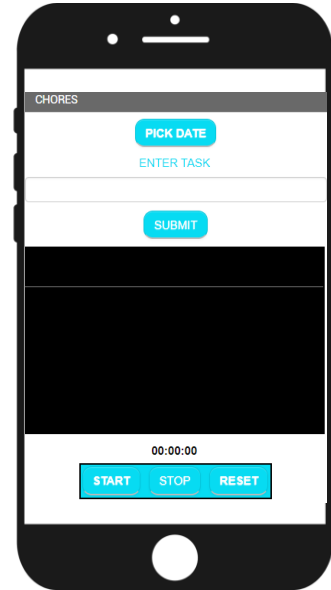 CHORES
PICK DATE
ENTER TASK
SUBMIT
00:00:00
START STOP RESET